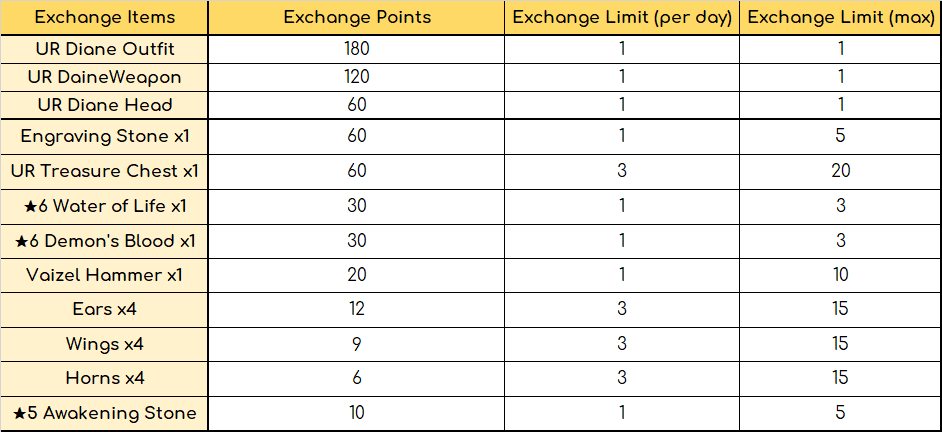 Exchange Items Exchange Points Exchange Limit (per day) Exchange Limit (max)
UR Diane Outfit 180 1 1
UR DaineWeapon 120 1 1
UR Diane Head 60 1 1
Engraving Stone x1 60 1 5
UR Treasure Chest x1 60 3 20
★6 Water of Life x1 30 1 3
★6 Demon's Blood x1 30 1 3
Vaizel Hammer x1 20 1 10
Ears x4 12 3 15
Wings x4 9 3 15
Horns x4 6 3 15
★5 Awakening Stone 10 1 5